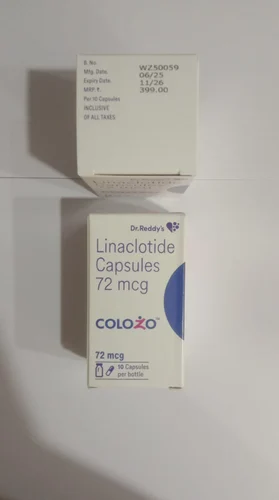 B. No.
Mfg. Date.
Expiry Date.
MRP ₹.
Per 10 Capsules
INCLUSIVE
OF ALL TAXES
WZ50059
06/25
11/26
399.00
Dr.Reddy's
Linaclotide
Capsules
72 mcg
COLOZO™
72 mcg
10 Capsules
per bottle